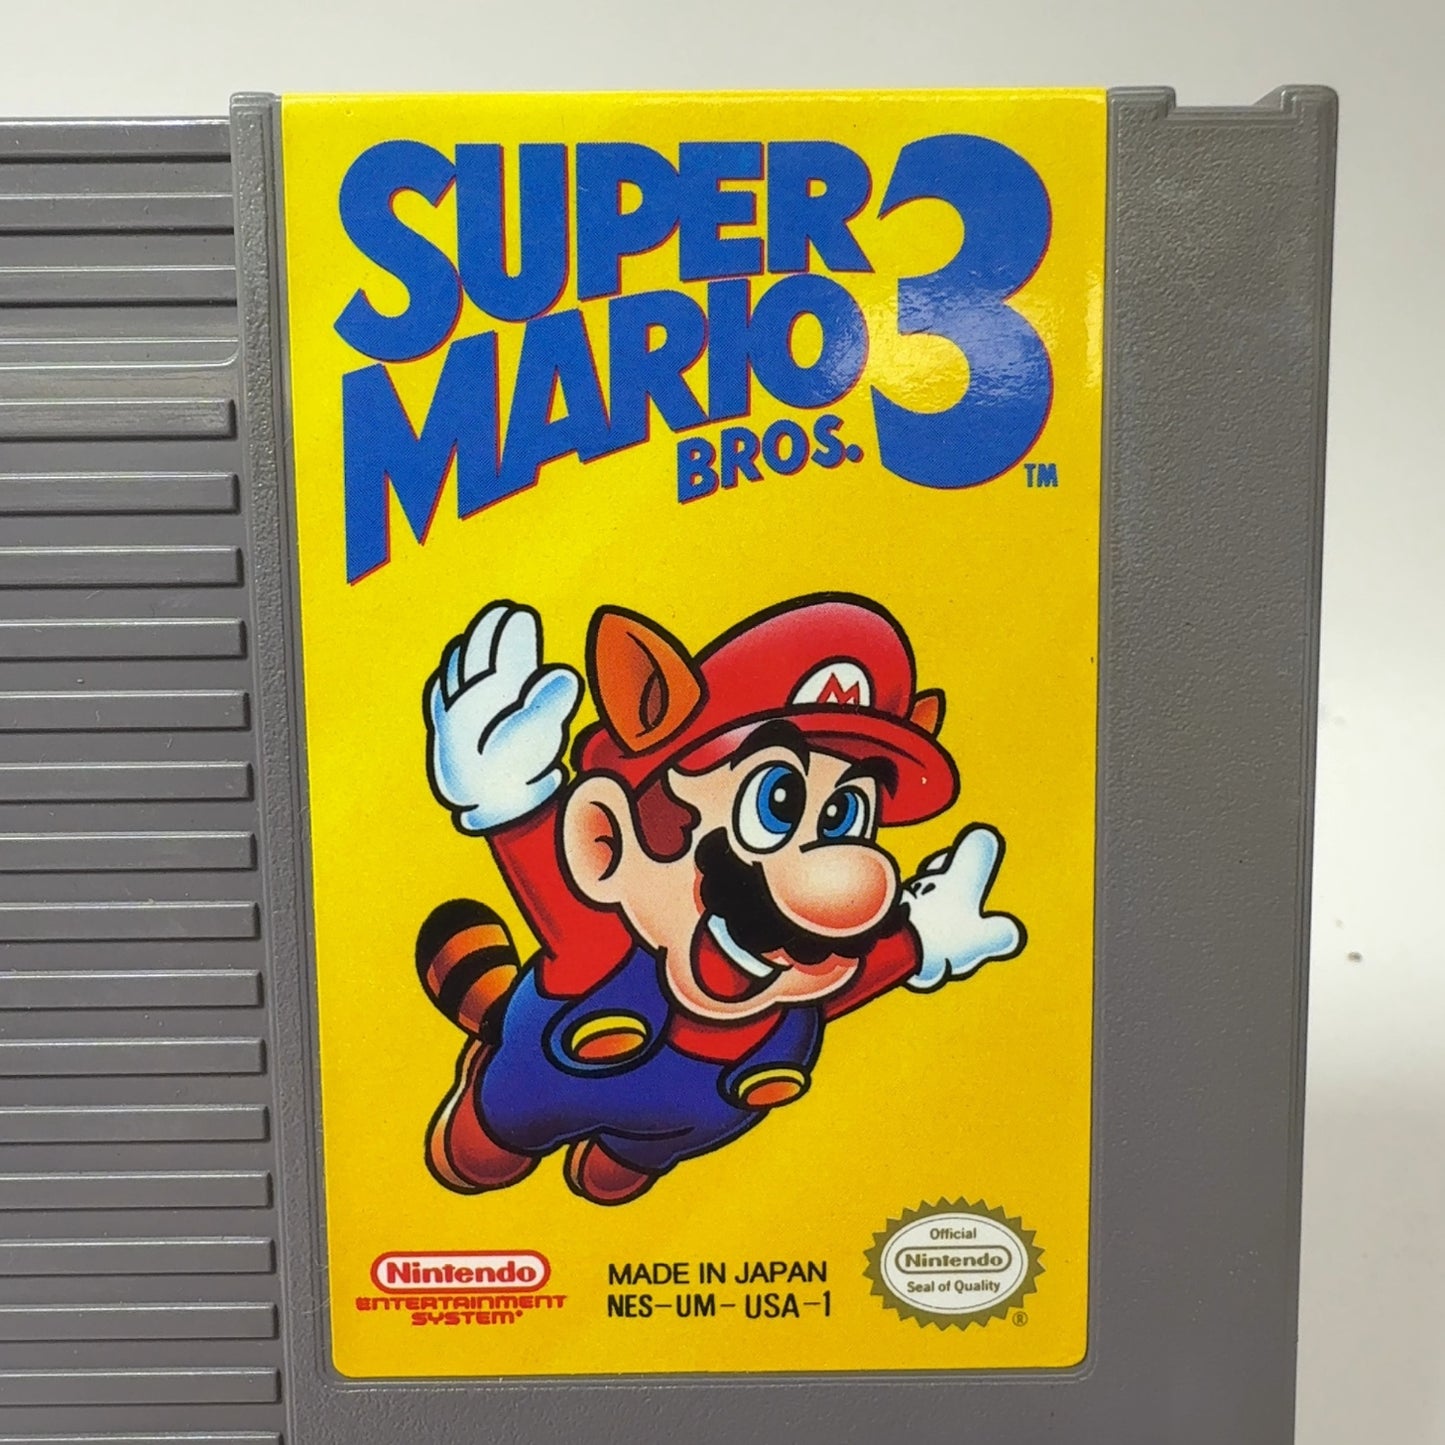 SUPER
MARIO
BROS. 3 TM
M
Nintendo
ENTERTAINMENT
SYSTEM®
MADE IN JAPAN
NES-UM-USA-1
Official
Nintendo
Seal of Quality
®